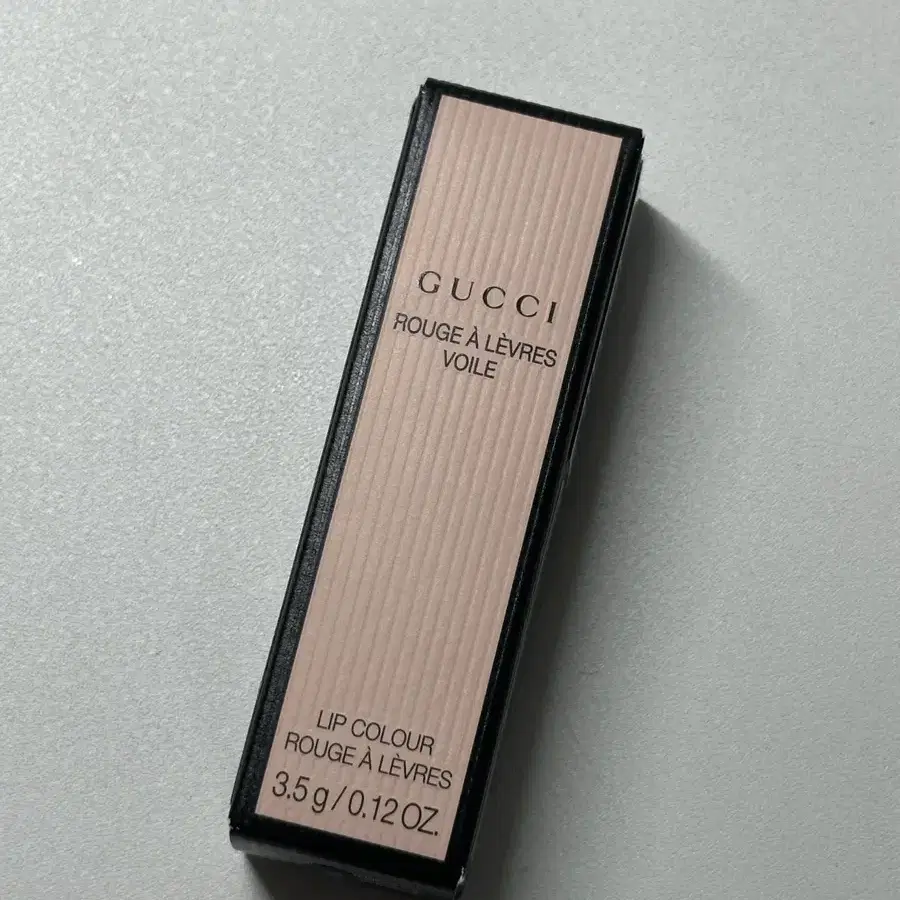 GUCCI
ROUGE À LÈVRES
VOILE
LIP COLOUR
ROUGE À LÈVRES
3.5 g / 0.12 OZ.